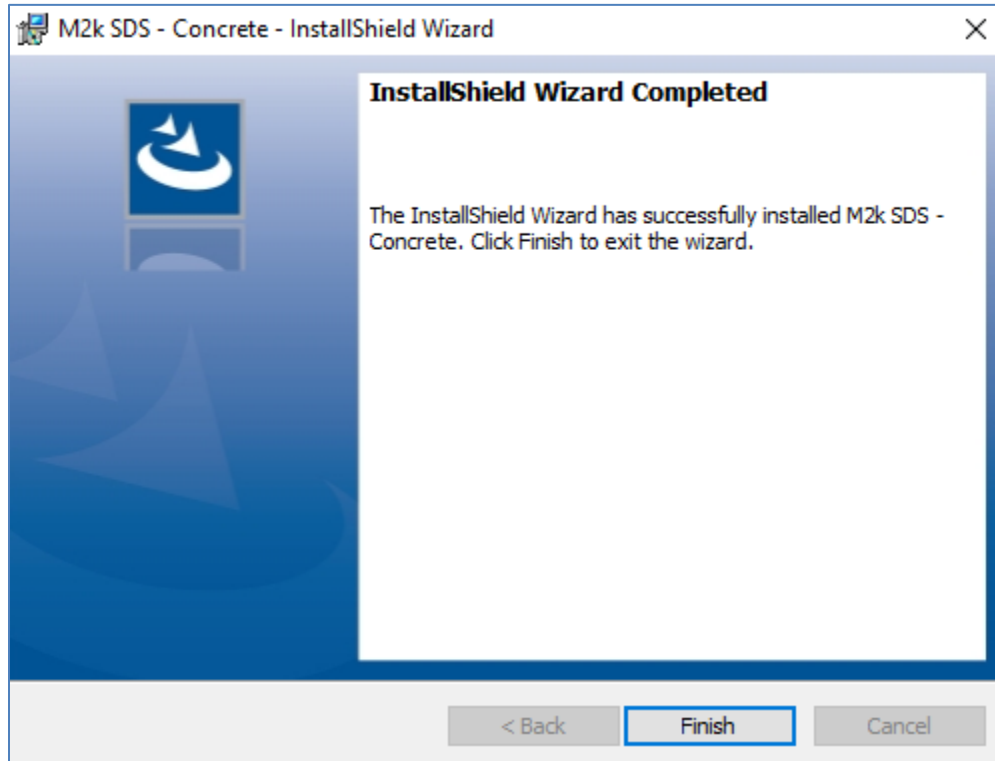 M2k SDS - Concrete - InstallShield Wizard
InstallShield Wizard Completed
The InstallShield Wizard has successfully installed M2k SDS -
Concrete. Click Finish to exit the wizard.
< Back
Finish
Cancel